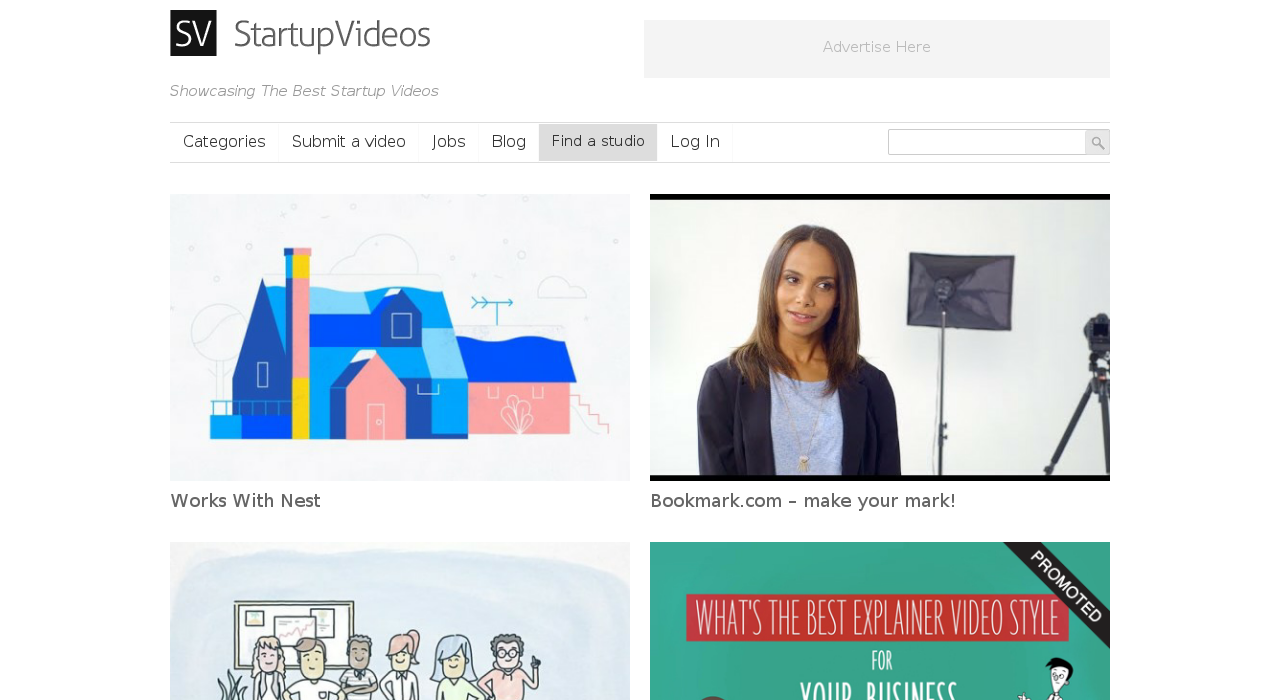 SV StartupVideos
Advertise Here
Showcasing The Best Startup Videos
Categories Submit a video Jobs Blog Find a studio Log In
Works With Nest
Bookmark.com – make your mark!
PROMOTED
WHAT'S THE BEST EXPLAINER VIDEO STYLE
FOR
YOUR BUSINESS